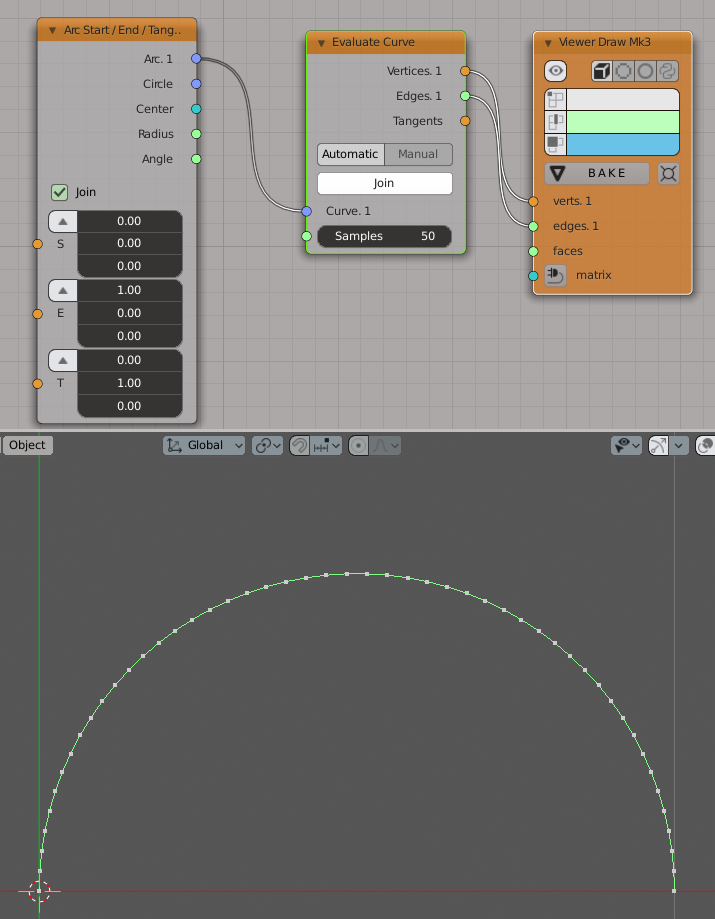 Arc Start / End / Tang..
Arc. 1
Circle
Center
Radius
Angle
Join
0.00
S
0.00
0.00
1.00
E
0.00
0.00
0.00
T
1.00
0.00
Evaluate Curve
Vertices. 1
Edges. 1
Tangents
Automatic
Manual
Join
Curve. 1
Samples
50
Viewer Draw Mk3
BAKE
verts. 1
edges. 1
faces
matrix
Object
Global